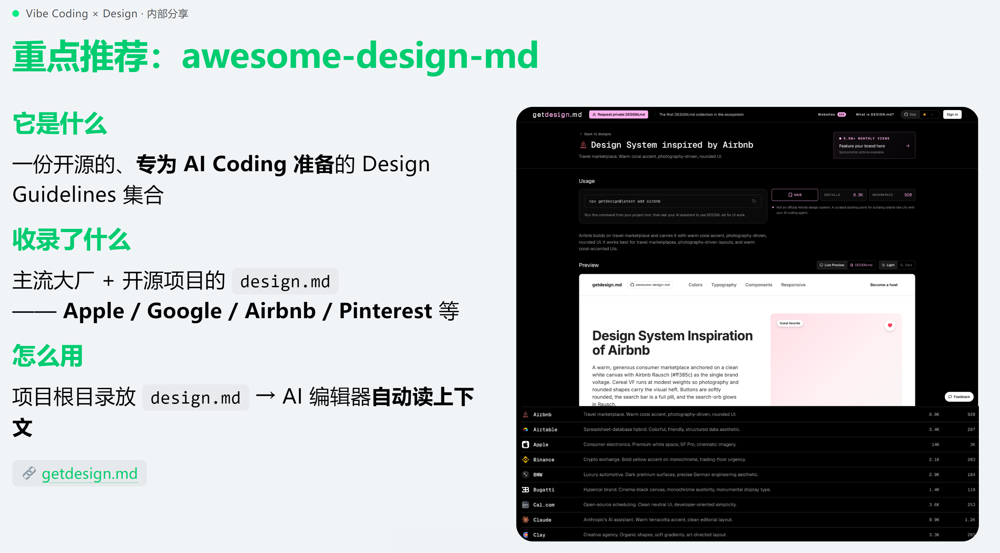 Vibe Coding × Design · 内部分享
重点推荐：awesome-design-md
它是什么
一份开源的、专为 AI Coding 准备的 Design
Guidelines 集合
收录了什么
主流大厂 + 开源项目的 design.md
—— Apple / Google / Airbnb / Pinterest 等
怎么用
项目根目录放 design.md → AI 编辑器自动读上下
文
getdesign.md
getdesign.md Request private DESIGN.md The first DESIGN.md collection in the ecosystem Websites NEW What is DESIGN.md? Star – Sign in
Back to designs
Design System inspired by Airbnb
Travel marketplace. Warm coral accent, photography-driven, rounded UI.
5.5M+ MONTHLY VIEWS
Feature your brand here →
Sponsorship options available
Usage
npx getdesign@latest add airbnb
Run this command from your project root, then ask your AI assistant to use DESIGN.md for UI work.
SAVE INSTALLS 6.9K BOOKMARKED 920
Not an official Airbnb design system. A curated starting point for building airbnb-like UIs with
your AI coding agent.
Airbnb builds on travel marketplace and carries it with warm coral accent, photography-driven,
rounded UI. It works best for travel marketplaces, photography-driven layouts, and warm
coral-accented UIs.
Preview Live Preview DESIGN.md Light Dark
getdesign.md awesome-design-md Colors Typography Components Responsive Become a host
Guest favorite
Design System Inspiration
of Airbnb
A warm, generous consumer marketplace anchored on a clean
white canvas with Airbnb Rausch (#ff385c) as the single brand
voltage. Cereal VF runs at modest weights so photography and
rounded shapes carry the visual heft. Buttons are softly
rounded, the search bar is a full pill, and the search-orb glows
in Rausch.
Feedback
Airbnb Travel marketplace. Warm coral accent, photography-driven, rounded UI. 6.9K 920
Airtable Spreadsheet-database hybrid. Colorful, friendly, structured data aesthetic. 3.4K 297
Apple Consumer electronics. Premium white space, SF Pro, cinematic imagery. 14K 3K
Binance Crypto exchange. Bold yellow accent on monochrome, trading-floor urgency. 2.1K 203
BMW Luxury automotive. Dark premium surfaces, precise German engineering aesthetic. 2.9K 184
Bugatti Hypercar brand. Cinema-black canvas, monochrome austerity, monumental display type. 1.4K 119
Cal.com Open-source scheduling. Clean neutral UI, developer-oriented simplicity. 3.6K 253
Claude Anthropic's AI assistant. Warm terracotta accent, clean editorial layout. 9.9K 1.2K
Clay Creative agency. Organic shapes, soft gradients, art-directed layout. 3.3K 283